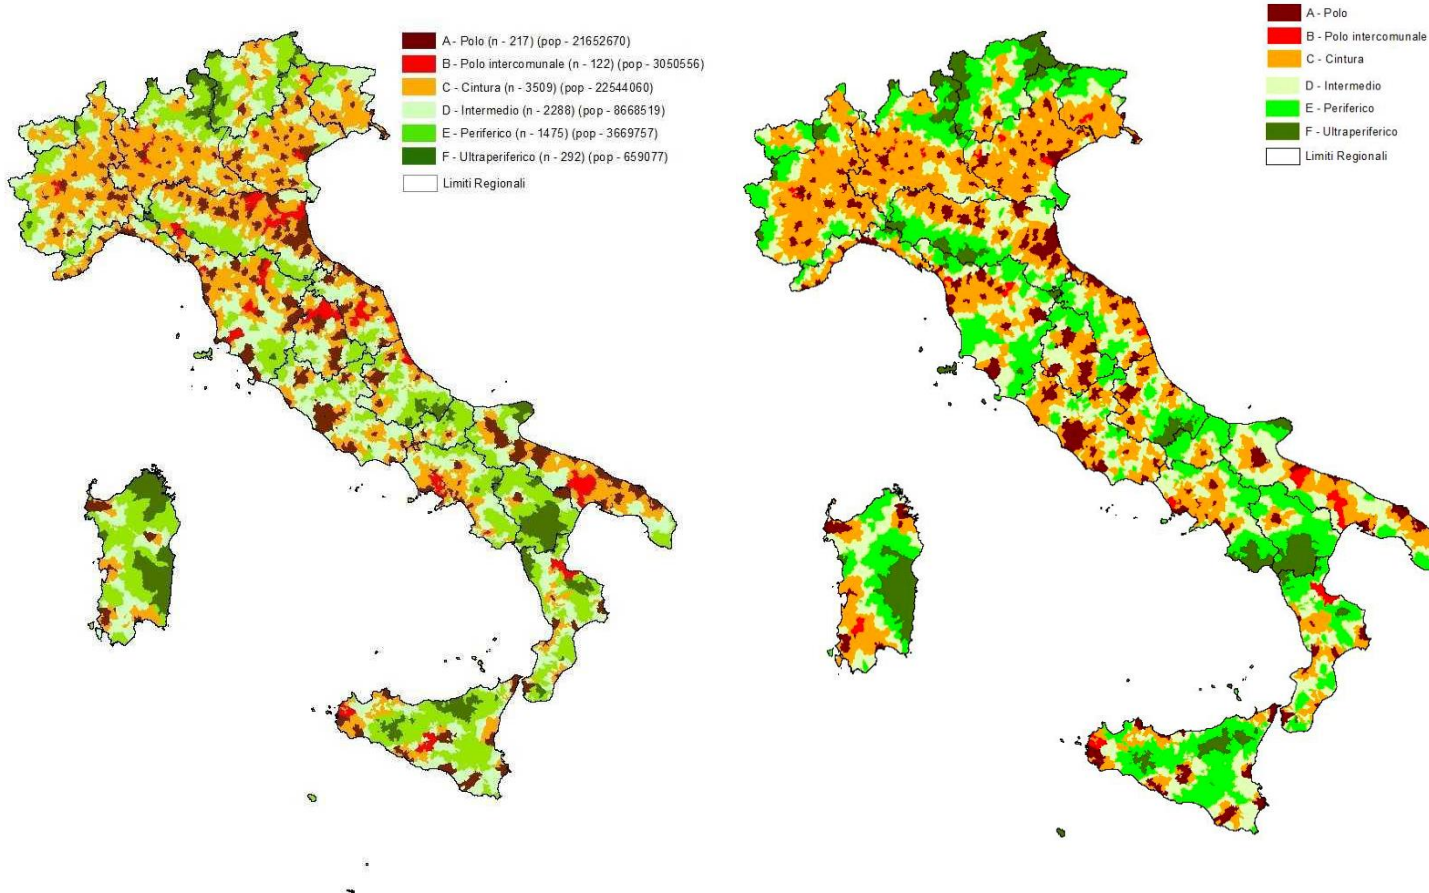 A - Polo (n - 217) (pop - 21652670)
B - Polo intercomunale (n - 122) (pop - 3050556)
C - Cintura (n - 3509) (pop - 22544060)
D - Intermedio (n - 2288) (pop - 8668519)
E - Periferico (n - 1475) (pop - 3669757)
F - Ultraperiferico (n - 292) (pop - 659077)
Limiti Regionali
A - Polo
B - Polo intercomunale
C - Cintura
D - Intermedio
E - Periferico
F - Ultraperiferico
Limiti Regionali